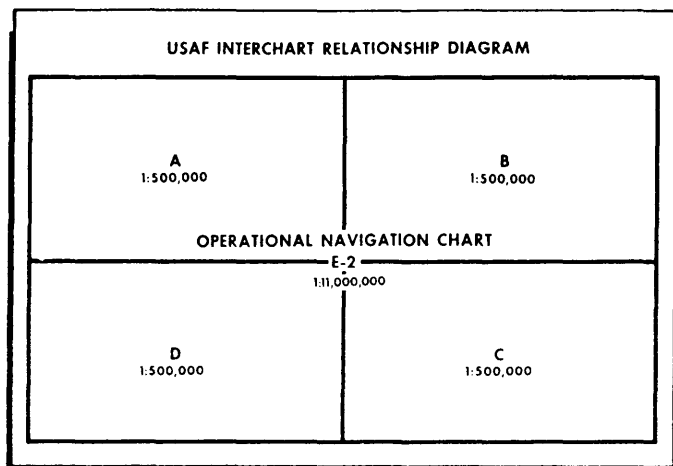 USAF INTERCHART RELATIONSHIP DIAGRAM
A
1:500,000
B
1:500,000
OPERATIONAL NAVIGATION CHART
E-2
1:11,000,000
D
1:500,000
C
1:500,000